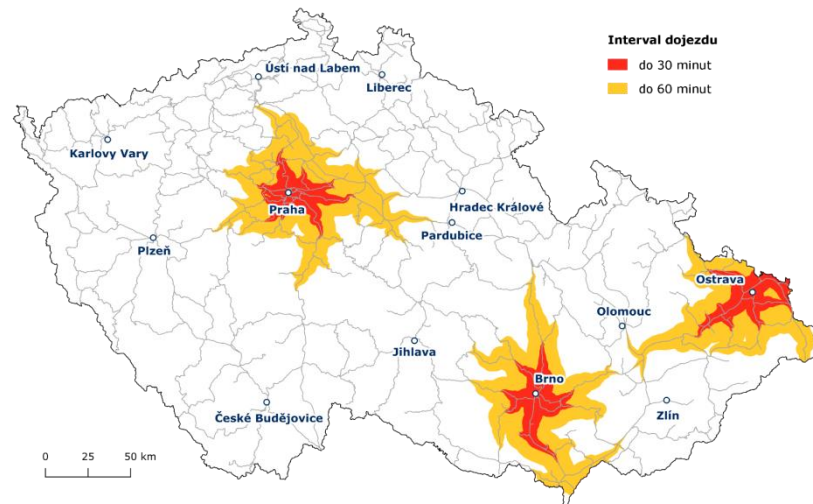 Interval dojezdu
do 30 minut
do 60 minut
Ústí nad Labem
Liberec
Karlovy Vary
Praha
Hradec Králové
Pardubice
Plzeň
Ostrava
Olomouc
Jihlava
Brno
Zlín
České Budějovice
0 25 50 km